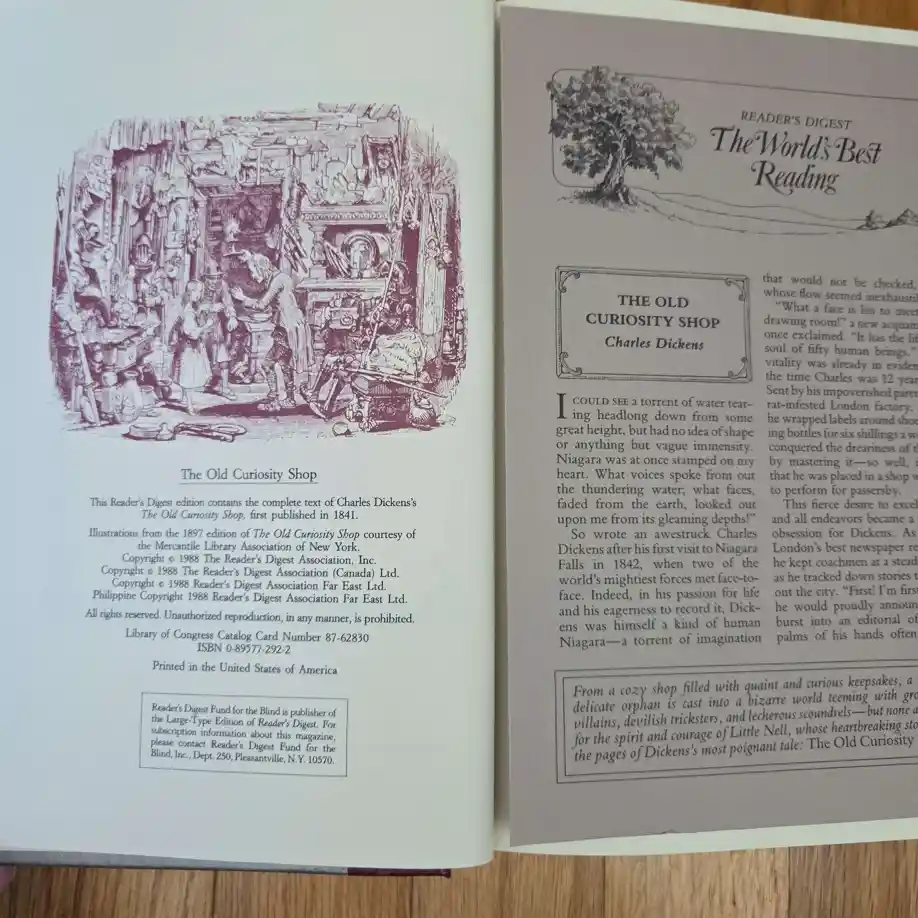 The Old Curiosity Shop
This Reader's Digest edition contains the complete text of Charles Dickens's
The Old Curiosity Shop, first published in 1841.
Illustrations from the 1897 edition of The Old Curiosity Shop courtesy of
the Mercantile Library Association of New York.
Copyright © 1988 The Reader's Digest Association, Inc.
Copyright © 1988 The Reader's Digest Association (Canada) Ltd.
Copyright © 1988 Reader's Digest Association Far East Ltd.
Philippine Copyright 1988 Reader's Digest Association Far East Ltd.
All rights reserved. Unauthorized reproduction, in any manner, is prohibited.
Library of Congress Catalog Card Number 87-62830
ISBN 0-89577-292-2
Printed in the United States of America
Reader's Digest Fund for the Blind is publisher of
the Large-Type Edition of Reader's Digest. For
subscription information about this magazine,
please contact Reader's Digest Fund for the
Blind, Inc., Dept. 250, Pleasantville, N.Y. 10570.
READER'S DIGEST
The World's Best
Reading
THE OLD
CURIOSITY SHOP
Charles Dickens
I COULD SEE a torrent of water tear-
ing headlong down from some
great height, but had no idea of shape
or anything but vague immensity.
Niagara was at once stamped on my
heart. What voices spoke from out
the thundering water; what faces,
faded from the earth, looked out
upon me from its gleaming depths!"
So wrote an awestruck Charles
Dickens after his first visit to Niagara
Falls in 1842, when two of the
world's mightiest forces met face-to-
face. Indeed, in his passion for life
and his eagerness to record it, Dick-
ens was himself a kind of human
Niagara—a torrent of imagination
that would not be checked,
whose flow seemed
"What a face is his to
drawing room!" a new
once exclaimed. "It has the
soul of fifty human beings."
vitality was already in
the time Charles was 12
Sent by his impoverished
rat-infested London factory,
he wrapped labels around
ing bottles for six shillings a
conquered the dreariness of
by mastering it—so well,
that he was placed in a shop
to perform for passersby.
This fierce desire to excel
and all endeavors became a
obsession for Dickens. As
London's best newspaper
he kept coachmen at a
as he tracked down stories
out the city. "First! I'm
he would proudly
burst into an editorial
palms of his hands often
From a cozy shop filled with quaint and curious keepsakes, a
delicate orphan is cast into a bizarre world teeming with
villains, devilish tricksters, and lecherous scoundrels—but none
for the spirit and courage of Little Nell, whose heartbreaking
the pages of Dickens's most poignant tale: The Old Curiosity